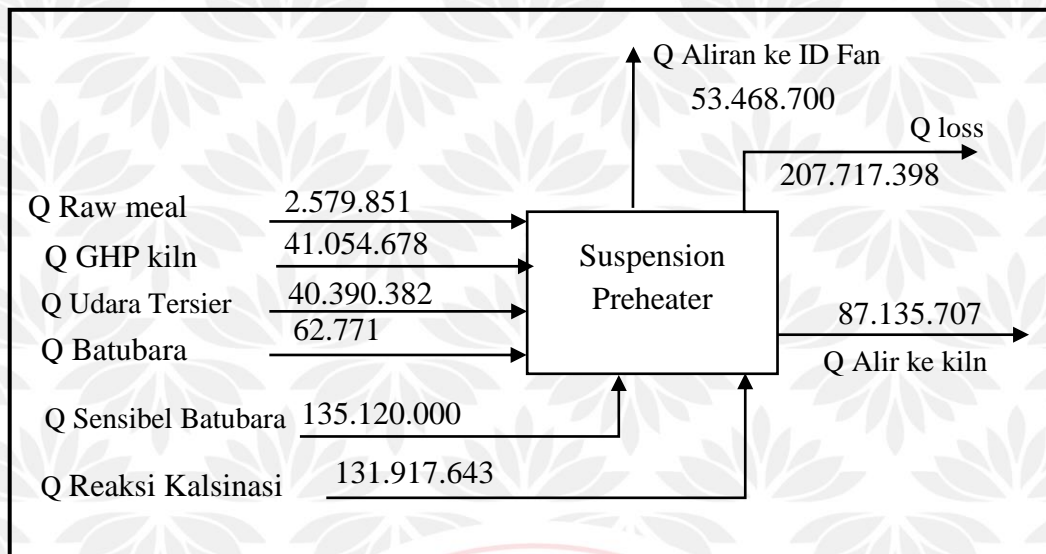 Q Aliran ke ID Fan
53.468.700
Q loss
207.717.398
Q Raw meal 2.579.851
Q GHP kiln 41.054.678
Q Udara Tersier 40.390.382
Q Batubara 62.771
Suspension
Preheater
87.135.707
Q Alir ke kiln
Q Sensibel Batubara 135.120.000
Q Reaksi Kalsinasi 131.917.643